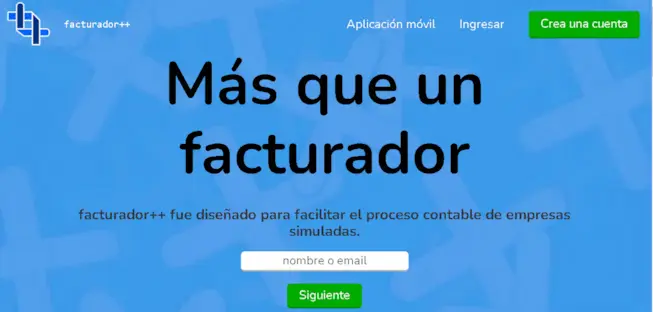 facturador++
Aplicación móvil
Ingresar
Crea una cuenta
Más que un
facturador
facturador++ fue diseñado para facilitar el proceso contable de empresas
simuladas.
nombre o email
Siguiente